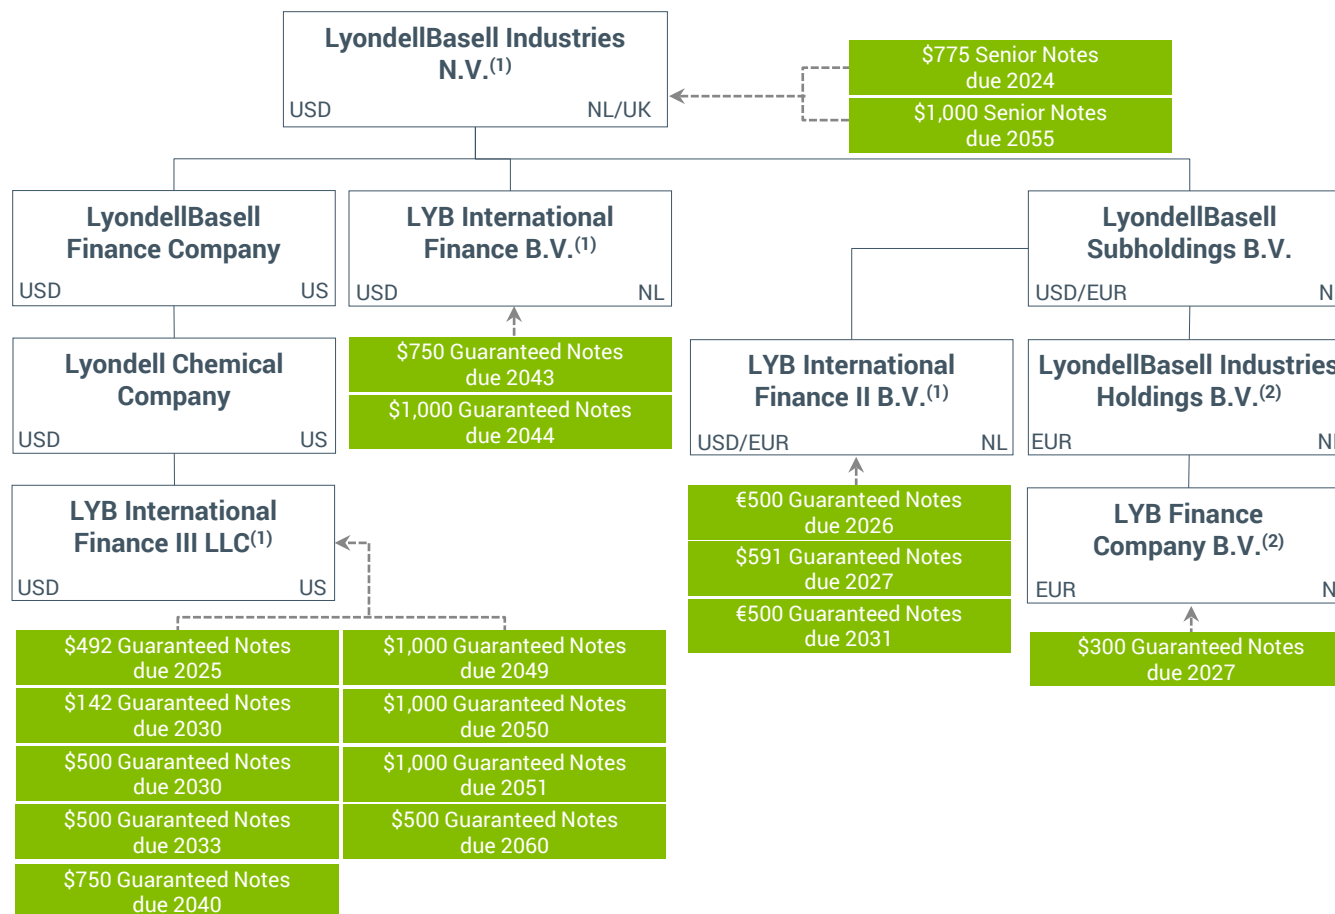 LyondellBasell Industries
N.V.(1)
USD NL/UK
$775 Senior Notes
due 2024
$1,000 Senior Notes
due 2055
LyondellBasell
Finance Company
USD US
LYB International
Finance B.V.(1)
USD NL
LyondellBasell
Subholdings B.V.
USD/EUR N
$750 Guaranteed Notes
due 2043
$1,000 Guaranteed Notes
due 2044
Lyondell Chemical
Company
USD US
LYB International
Finance II B.V.(1)
USD/EUR NL
LyondellBasell Industries
Holdings B.V.(2)
EUR NL
LYB International
Finance III LLC(1)
USD US
€500 Guaranteed Notes
due 2026
$591 Guaranteed Notes
due 2027
€500 Guaranteed Notes
due 2031
LYB Finance
Company B.V.(2)
EUR N
$300 Guaranteed Notes
due 2027
$492 Guaranteed Notes
due 2025
$142 Guaranteed Notes
due 2030
$500 Guaranteed Notes
due 2030
$500 Guaranteed Notes
due 2033
$750 Guaranteed Notes
due 2040
$1,000 Guaranteed Notes
due 2049
$1,000 Guaranteed Notes
due 2050
$1,000 Guaranteed Notes
due 2051
$500 Guaranteed Notes
due 2060